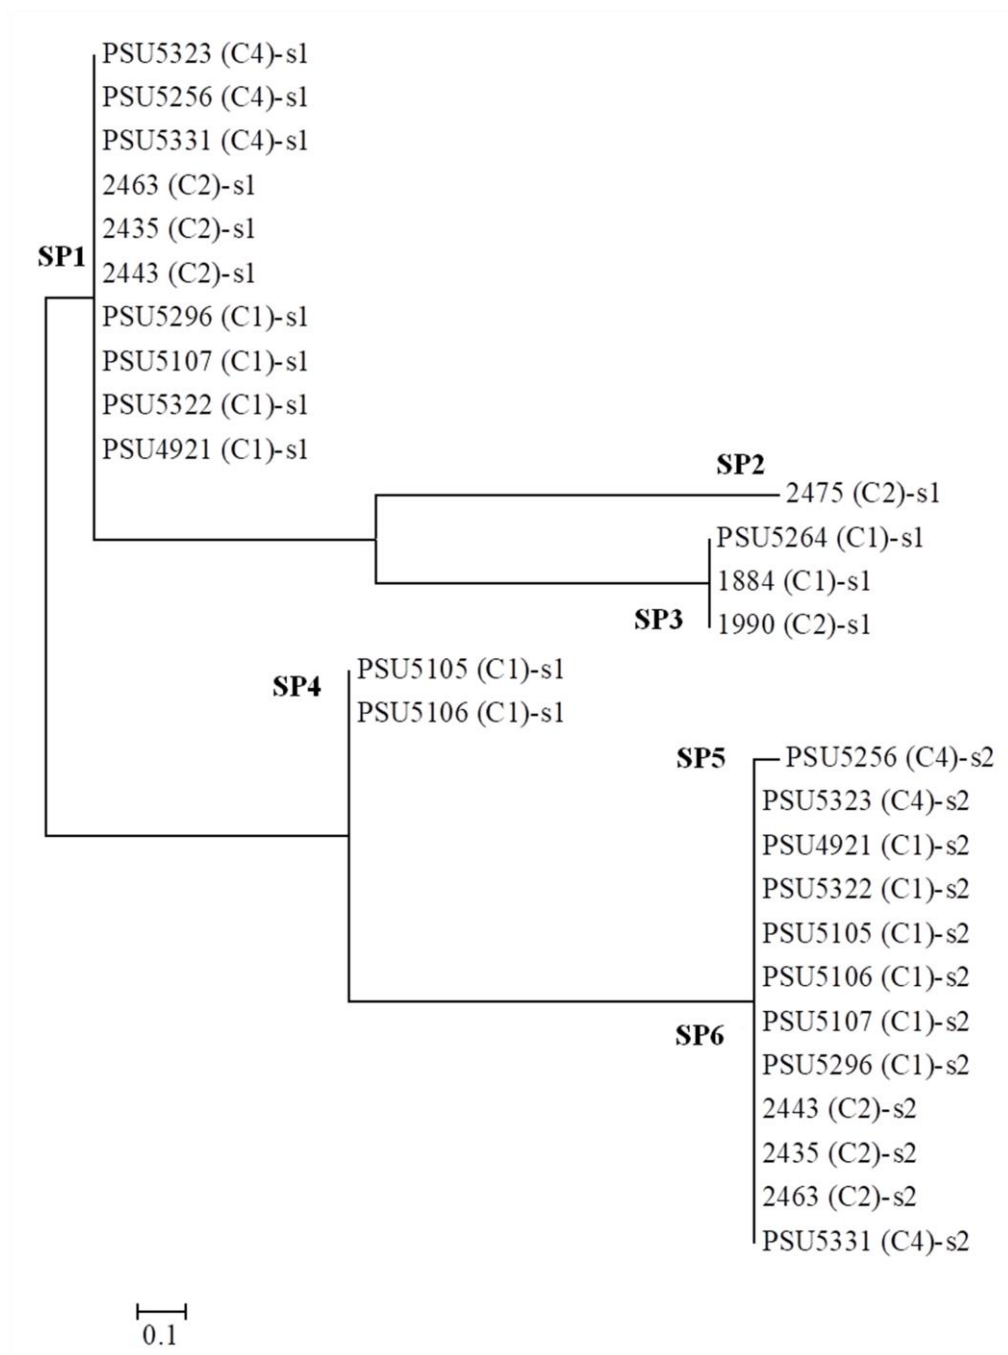 PSU5323 (C4)-s1
PSU5256 (C4)-s1
PSU5331 (C4)-s1
2463 (C2)-s1
2435 (C2)-s1
SP1
2443 (C2)-s1
PSU5296 (C1)-s1
PSU5107 (C1)-s1
PSU5322 (C1)-s1
PSU4921 (C1)-s1
SP2
2475 (C2)-s1
PSU5264 (C1)-s1
1884 (C1)-s1
SP3
1990 (C2)-s1
PSU5105 (C1)-s1
SP4
PSU5106 (C1)-s1
SP5
PSU5256 (C4)-s2
PSU5323 (C4)-s2
PSU4921 (C1)-s2
PSU5322 (C1)-s2
PSU5105 (C1)-s2
PSU5106 (C1)-s2
PSU5107 (C1)-s2
SP6
PSU5296 (C1)-s2
2443 (C2)-s2
2435 (C2)-s2
2463 (C2)-s2
PSU5331 (C4)-s2
0.1